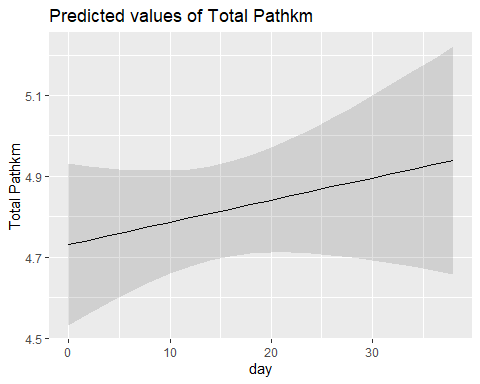 Predicted values of Total Pathkm
5.1
4.9
4.7
4.5
Total Pathkm
0 10 20 30
day